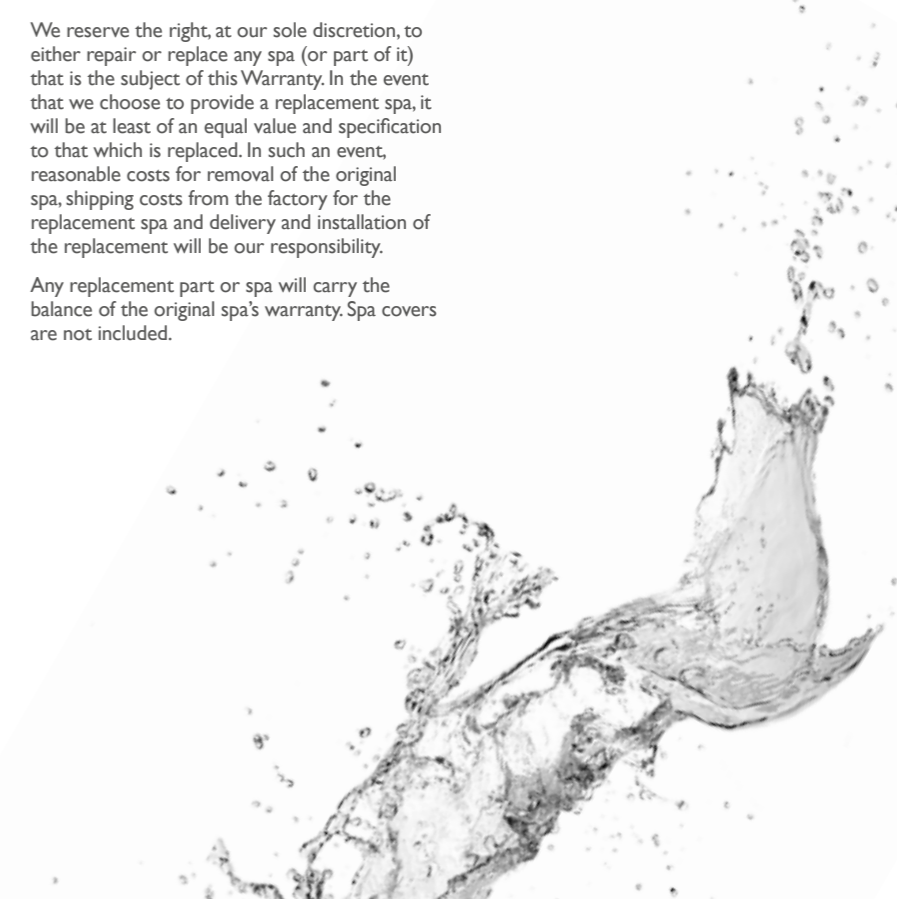 We reserve the right, at our sole discretion, to
either repair or replace any spa (or part of it)
that is the subject of this Warranty. In the event
that we choose to provide a replacement spa, it
will be at least of an equal value and specification
to that which is replaced. In such an event,
reasonable costs for removal of the original
spa, shipping costs from the factory for the
replacement spa and delivery and installation of
the replacement will be our responsibility.
Any replacement part or spa will carry the
balance of the original spa’s warranty. Spa covers
are not included.